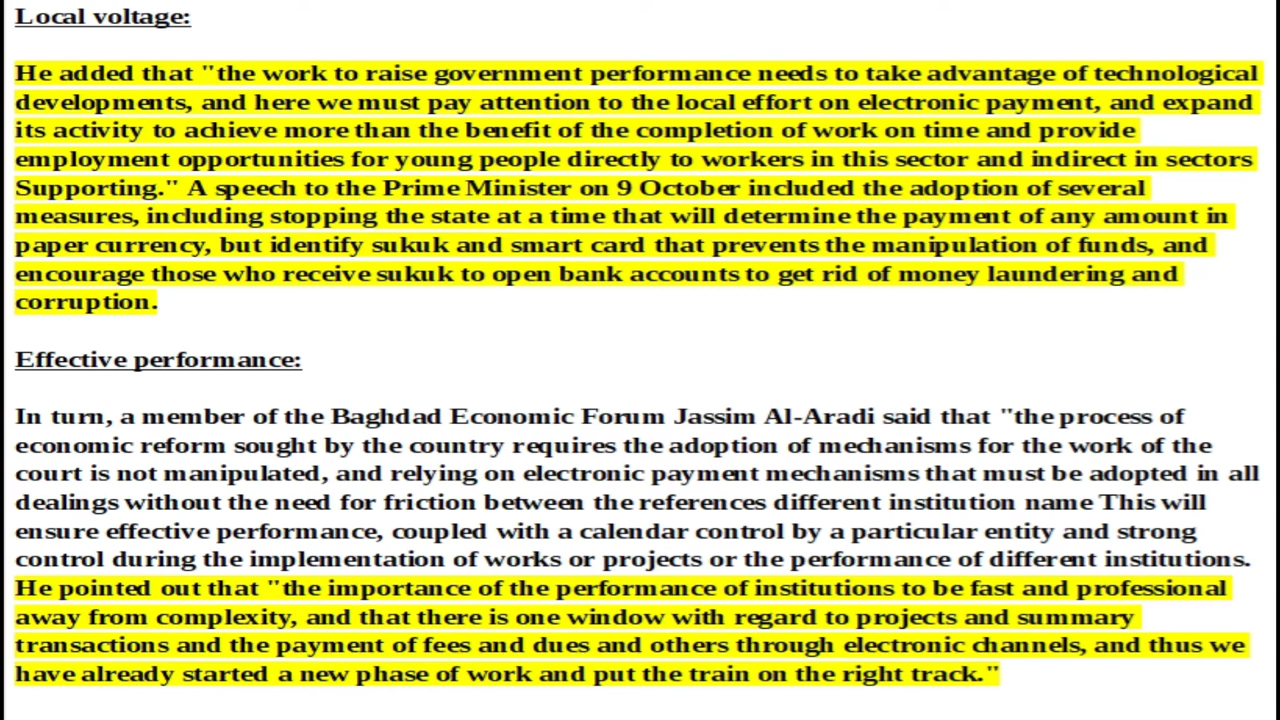 Local voltage:
He added that "the work to raise government performance needs to take advantage of technological
developments, and here we must pay attention to the local effort on electronic payment, and expand
its activity to achieve more than the benefit of the completion of work on time and provide
employment opportunities for young people directly to workers in this sector and indirect in sectors
Supporting." A speech to the Prime Minister on 9 October included the adoption of several
measures, including stopping the state at a time that will determine the payment of any amount in
paper currency, but identify sukuk and smart card that prevents the manipulation of funds, and
encourage those who receive sukuk to open bank accounts to get rid of money laundering and
corruption.
Effective performance:
In turn, a member of the Baghdad Economic Forum Jassim Al-Aradi said that "the process of
economic reform sought by the country requires the adoption of mechanisms for the work of the
court is not manipulated, and relying on electronic payment mechanisms that must be adopted in all
dealings without the need for friction between the references different institution name This will
ensure effective performance, coupled with a calendar control by a particular entity and strong
control during the implementation of works or projects or the performance of different institutions.
He pointed out that "the importance of the performance of institutions to be fast and professional
away from complexity, and that there is one window with regard to projects and summary
transactions and the payment of fees and dues and others through electronic channels, and thus we
have already started a new phase of work and put the train on the right track."